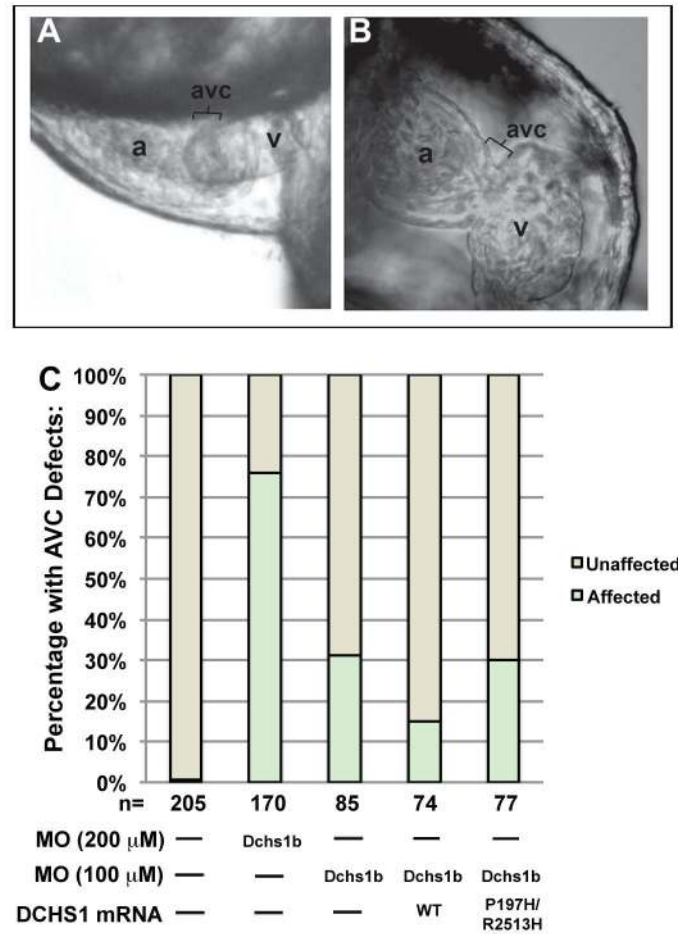 A
avc
a
v
B
avc
a
v
C
Percentage with AVC Defects:
100%
90%
80%
70%
60%
50%
40%
30%
20%
10%
0%
Unaffected
Affected
n= 205 170 85 74 77
MO (200 μM) — Dchs1b — — —
MO (100 μM) — — Dchs1b Dchs1b Dchs1b
DCHS1 mRNA — — — WT P197H/
R2513H